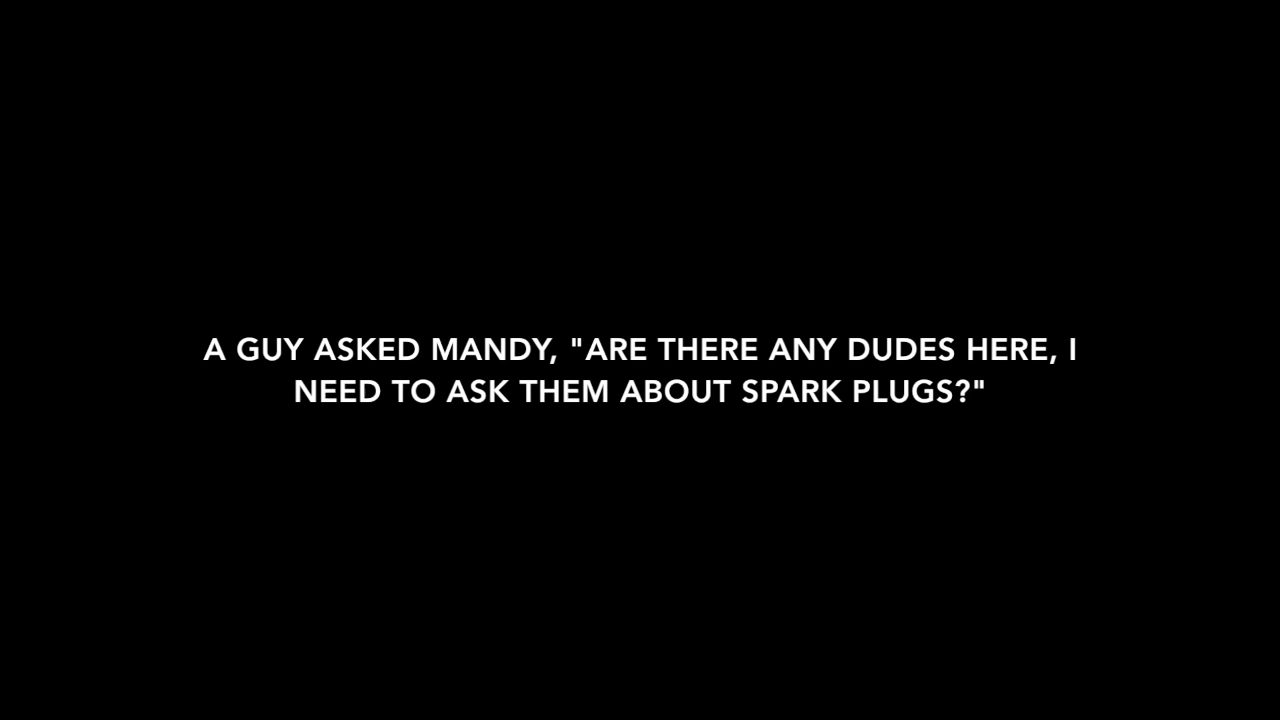 A GUY ASKED MANDY, "ARE THERE ANY DUDES HERE, I
NEED TO ASK THEM ABOUT SPARK PLUGS?"